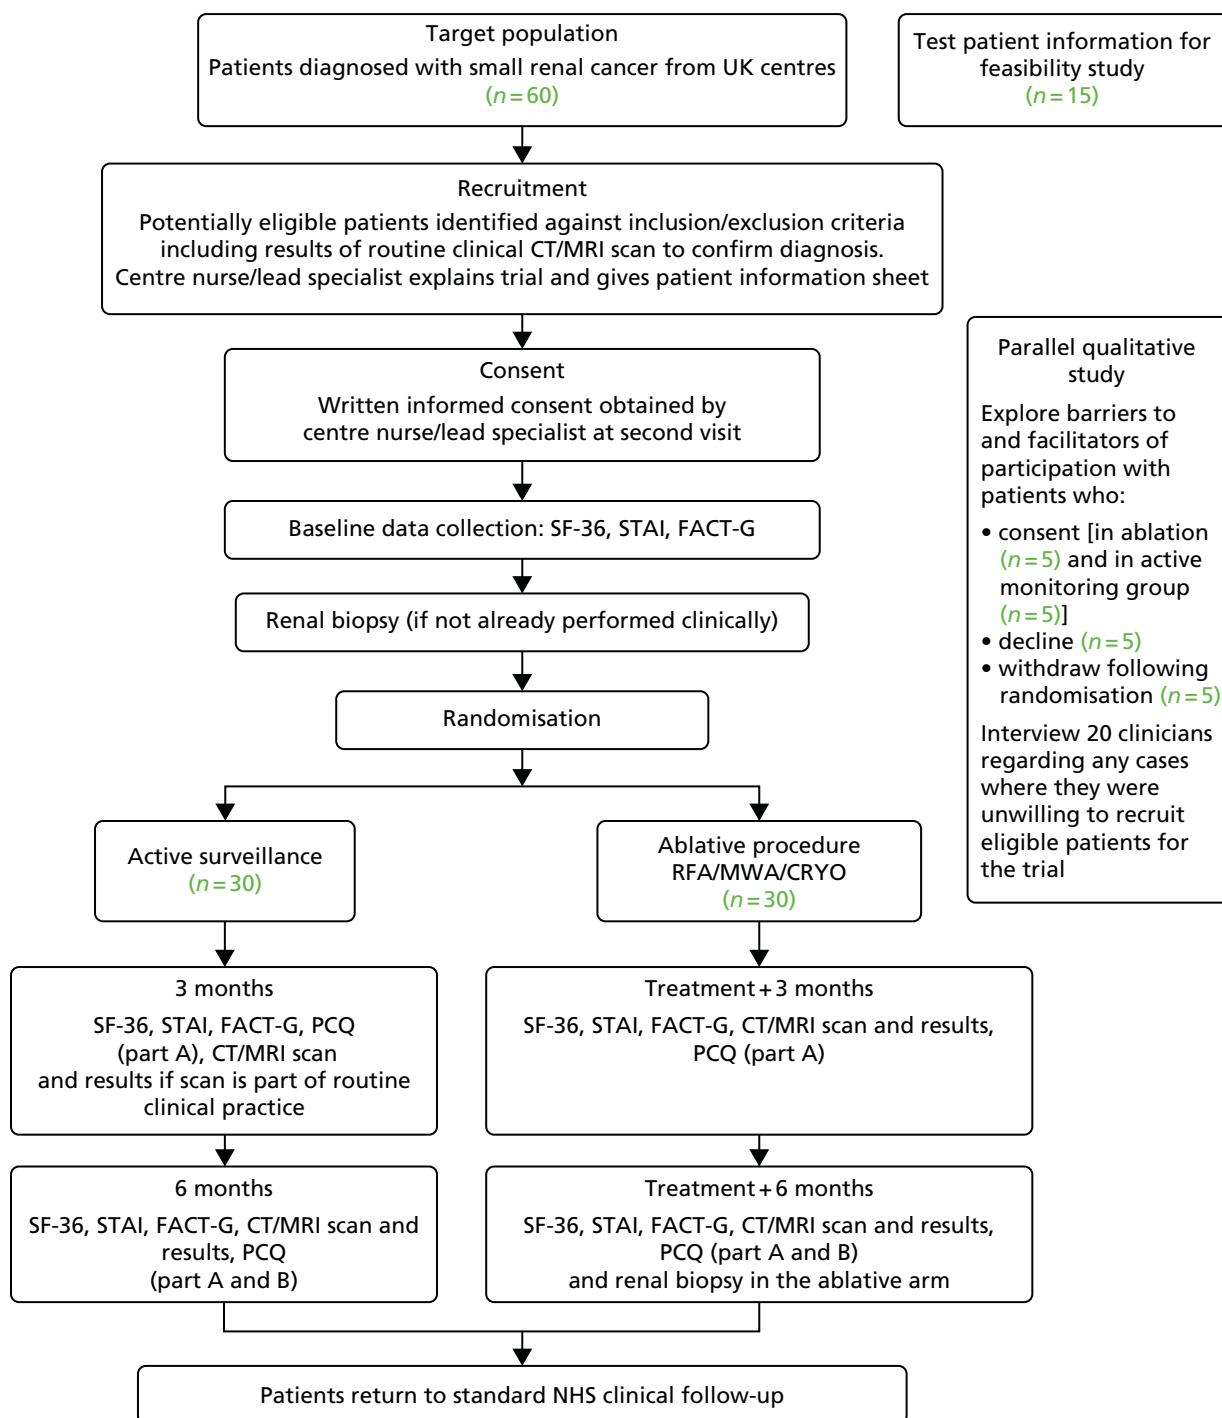 Target population
Patients diagnosed with small renal cancer from UK centres
(n=60)
Test patient information for
feasibility study
(n=15)
Recruitment
Potentially eligible patients identified against inclusion/exclusion criteria
including results of routine clinical CT/MRI scan to confirm diagnosis.
Centre nurse/lead specialist explains trial and gives patient information sheet
Consent
Written informed consent obtained by
centre nurse/lead specialist at second visit
Baseline data collection: SF-36, STAI, FACT-G
Renal biopsy (if not already performed clinically)
Randomisation
Parallel qualitative
study
Explore barriers to
and facilitators of
participation with
patients who:
• consent [in ablation
(n=5) and in active
monitoring group
(n=5)]
• decline (n=5)
• withdraw following
randomisation (n=5)
Interview 20 clinicians
regarding any cases
where they were
unwilling to recruit
eligible patients for
the trial
Active surveillance
(n=30)
Ablative procedure
RFA/MWA/CRYO
(n=30)
3 months
SF-36, STAI, FACT-G, PCQ
(part A), CT/MRI scan
and results if scan is part of routine
clinical practice
Treatment+3 months
SF-36, STAI, FACT-G, CT/MRI scan and results,
PCQ (part A)
6 months
SF-36, STAI, FACT-G, CT/MRI scan and
results, PCQ
(part A and B)
Treatment+6 months
SF-36, STAI, FACT-G, CT/MRI scan and results,
PCQ (part A and B)
and renal biopsy in the ablative arm
Patients return to standard NHS clinical follow-up